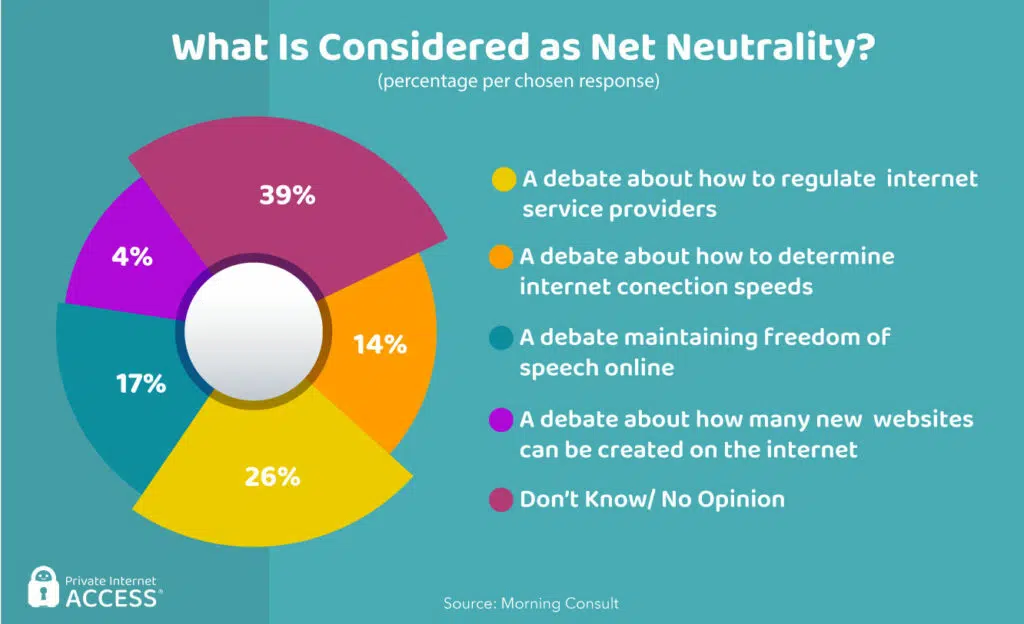 What Is Considered as Net Neutrality?
(percentage per chosen response)
39%
4%
14%
17%
26%
A debate about how to regulate internet
service providers
A debate about how to determine
internet conection speeds
A debate maintaining freedom of
speech online
A debate about how many new websites
can be created on the internet
Don't Know/ No Opinion
Private Internet
ACCESS®
Source: Morning Consult